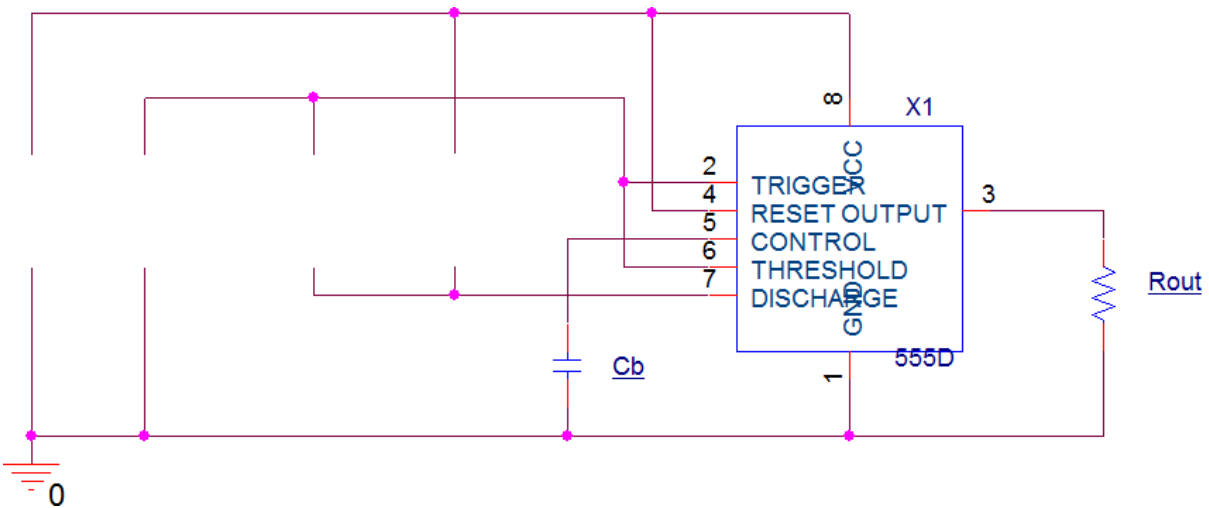 8
X1
VCC
2
TRIGGER
4
RESET OUTPUT
3
5
CONTROL
6
THRESHOLD
7
DISCHARGE
GND
Rout
555D
Cb
1
0